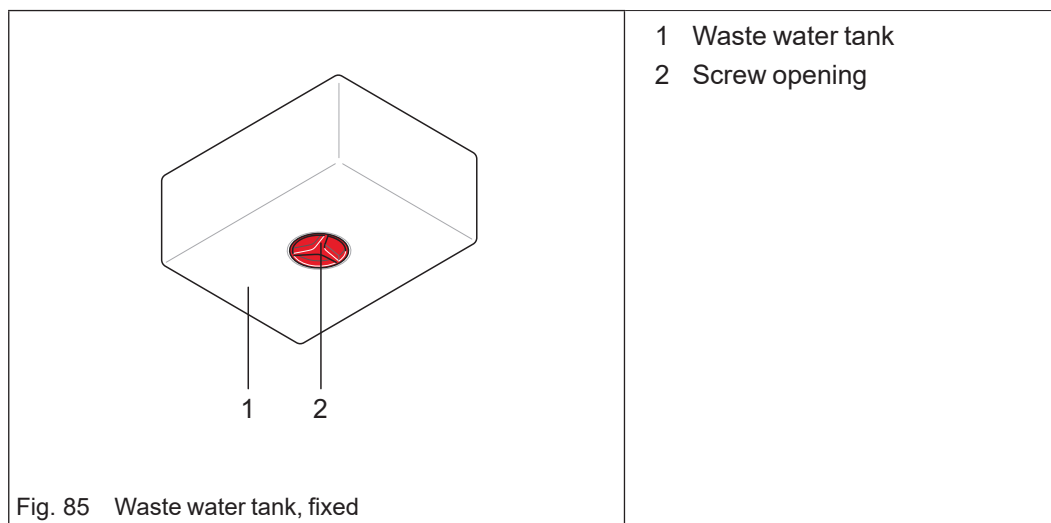 1 Waste water tank
2 Screw opening
1 2
Fig. 85 Waste water tank, fixed